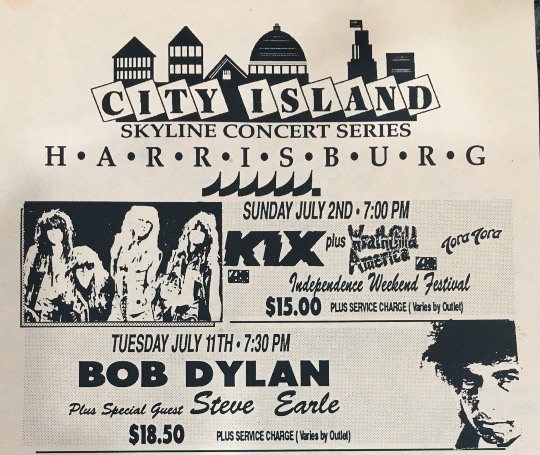 CITY ISLAND
SKYLINE CONCERT SERIES
H•A•R•R•I•S•B•U•R•G
SUNDAY JULY 2ND • 7:00 PM
KIX plus Wrathchild America Tora Tora
Independence Weekend Festival
$15.00 PLUS SERVICE CHARGE ( Varies by Outlet)
TUESDAY JULY 11TH • 7:30 PM
BOB DYLAN
Plus Special Guest Steve Earle
$18.50 PLUS SERVICE CHARGE ( Varies by Outlet)